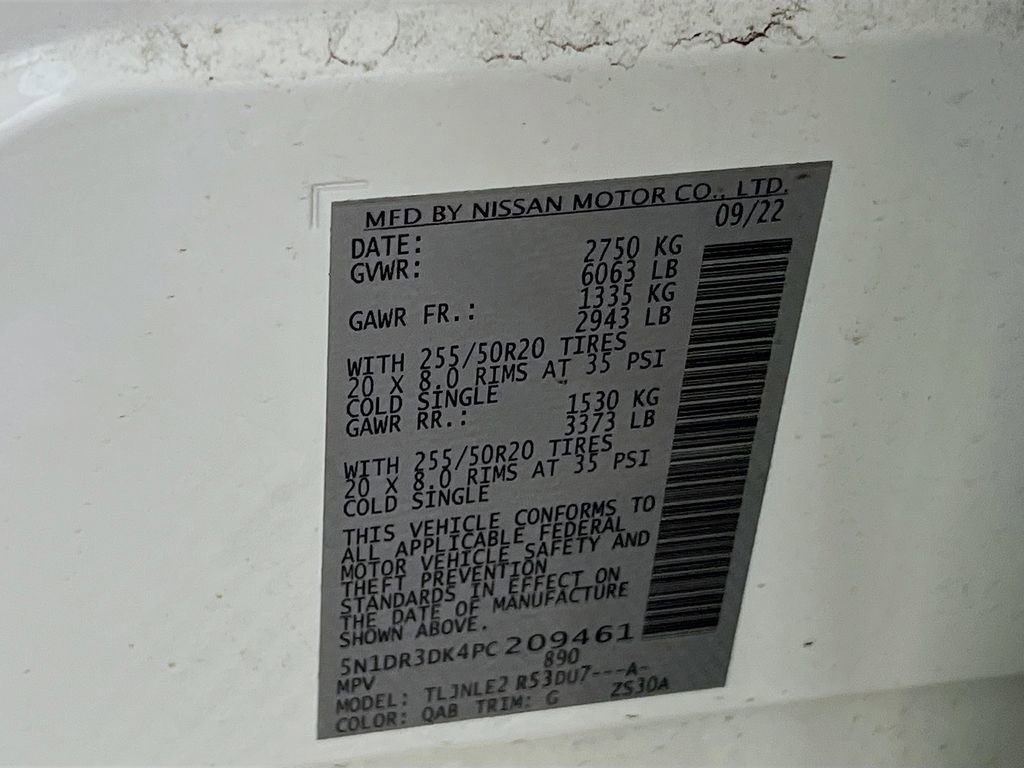 MFD BY NISSAN MOTOR CO., LTD.
DATE: 09/22
GVWR: 2750 KG
6063 LB
GAWR FR.: 1335 KG
2943 LB
WITH 255/50R20 TIRES
20 X 8.0 RIMS AT 35 PSI
COLD SINGLE
GAWR RR.: 1530 KG
3373 LB
WITH 255/50R20 TIRES
20 X 8.0 RIMS AT 35 PSI
COLD SINGLE
THIS VEHICLE CONFORMS TO
ALL APPLICABLE FEDERAL
MOTOR VEHICLE SAFETY AND
THEFT PREVENTION
STANDARDS IN EFFECT ON
THE DATE OF MANUFACTURE
SHOWN ABOVE.
5N1DR3DK4PC209461
MPV 890
MODEL: TLJNLE2 R53DU7---A-
COLOR: QAB TRIM: G ZS30A